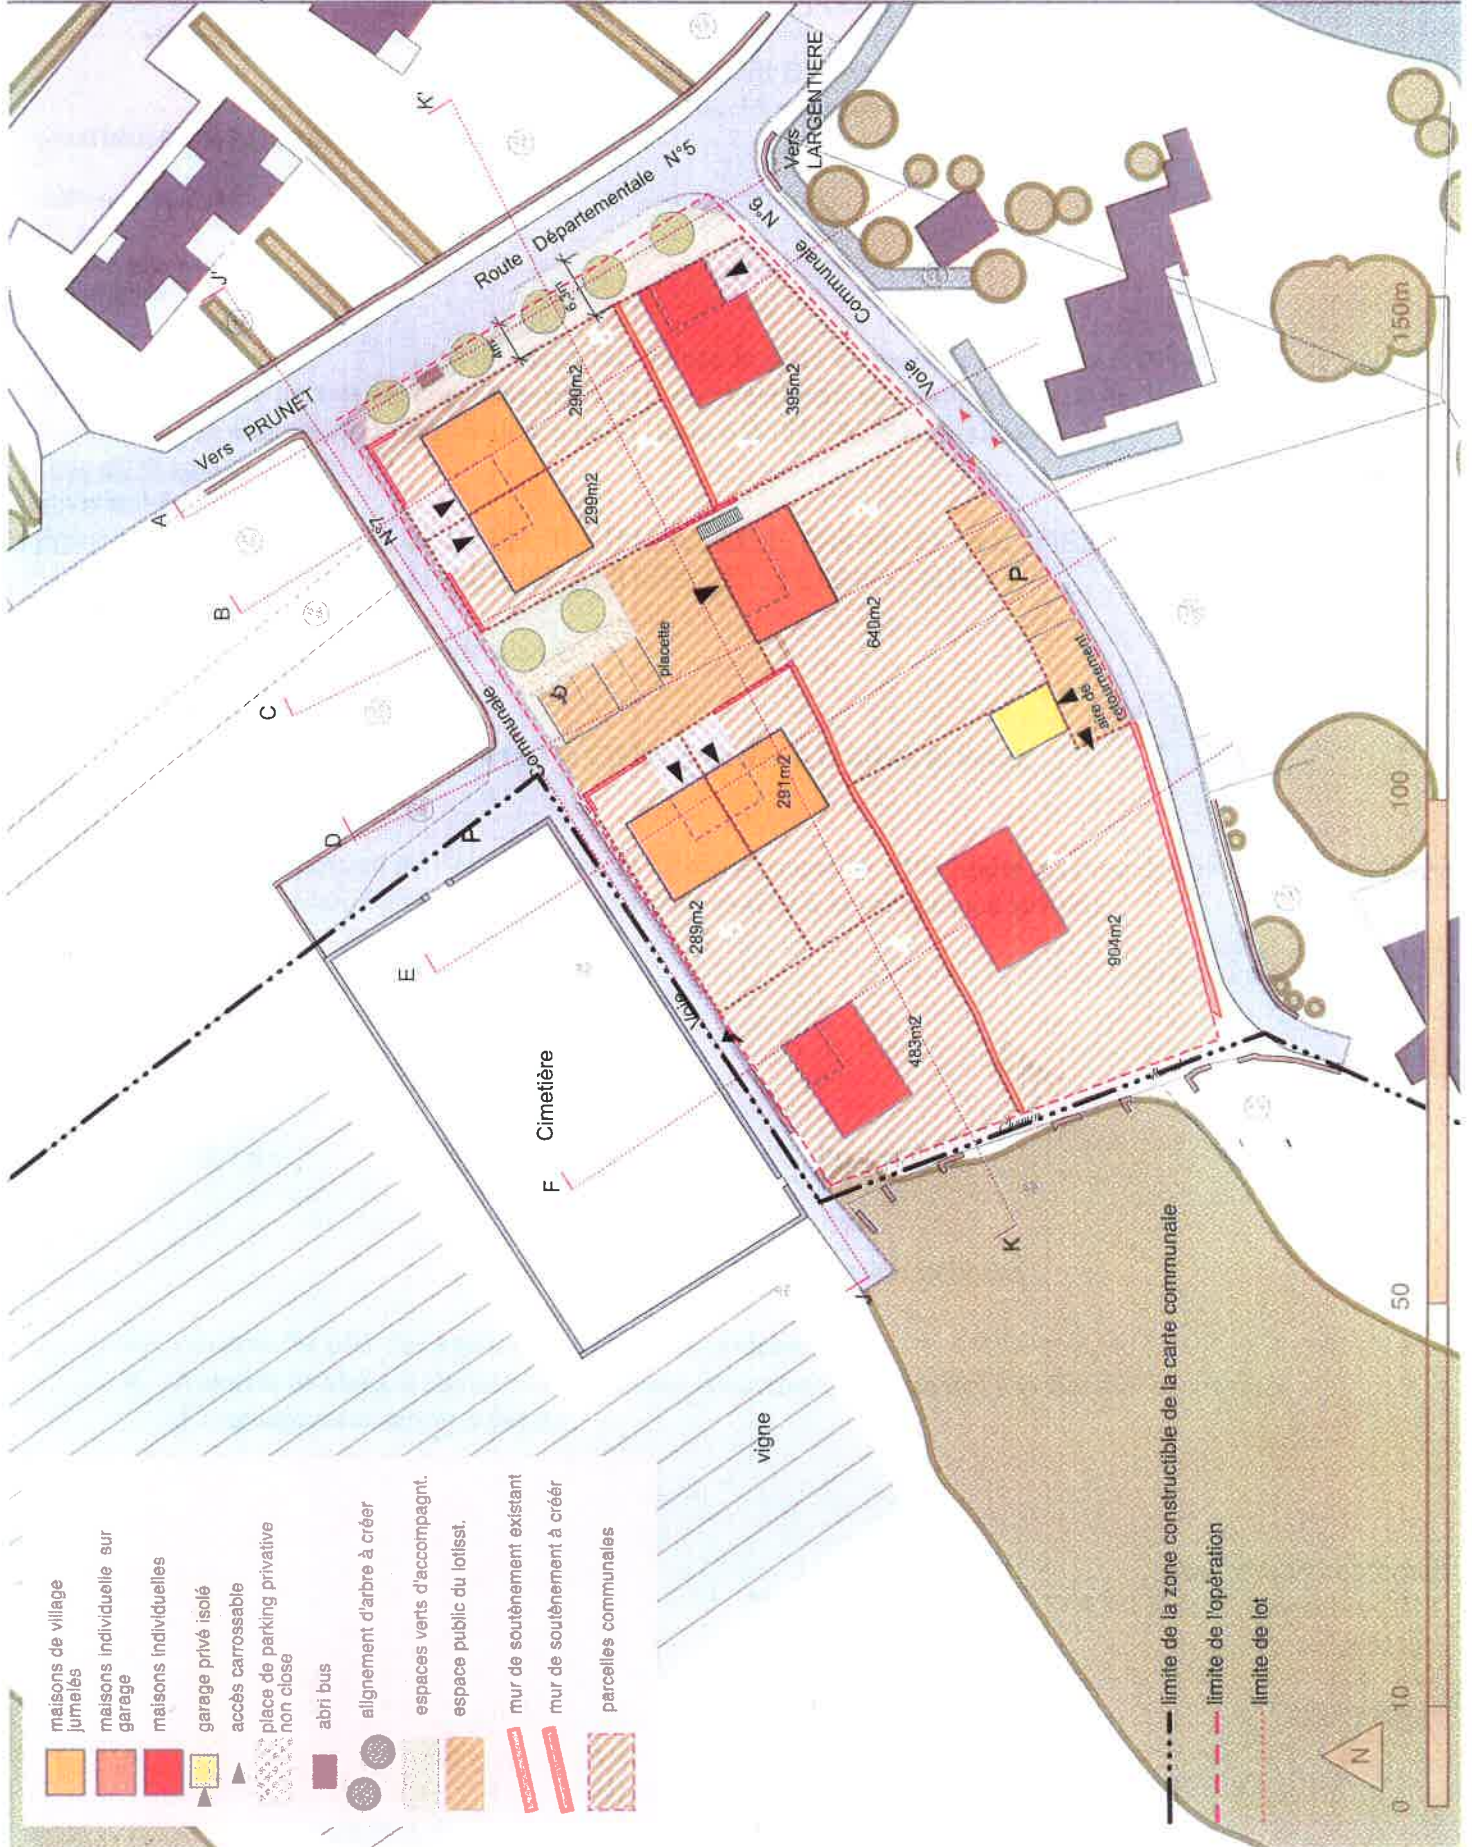 maisons de village
jumelés
maisons individuelle sur
garage
maisons individuelles
garage privé isolé
accès carrossable
place de parking privative
non close
abri bus
alignement d'arbre à créer
espaces verts d'accompagnt.
espace public du lotisst.
mur de soutènement existant
mur de soutènement à créér
parcelles communales
vigne
Cimetière
A
B
C
D
E
F
J
J'
K
K'
P
P
Vers PRUNET
Route Départementale N°5
Vers
LARGENTIERE
Voie Communale N°6
Voie Communale N°7
4m
6.3m
290m2
299m2
395m2
placette
640m2
P
aire de
retournement
291m2
289m2
483m2
904m2
limite de la zone constructible de la carte communale
limite de l'opération
limite de lot
N
0
10
50
100
150m